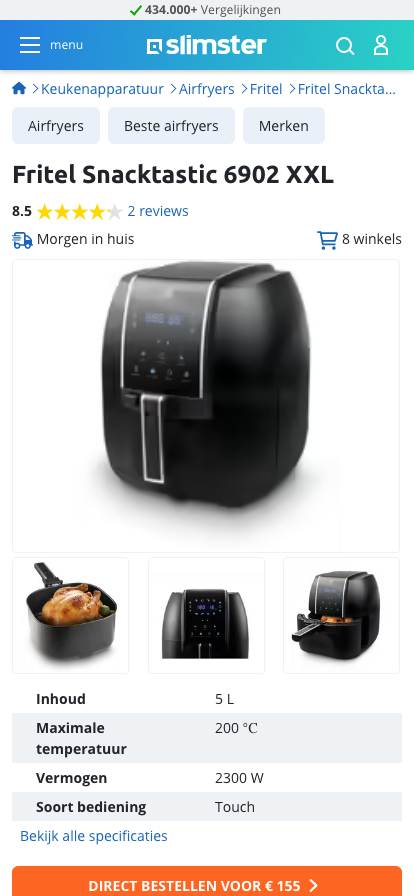 434.000+ Vergelijkingen
menu
slimster
Keukenapparatuur Airfryers Fritel Fritel Snackta...
Airfryers Beste airfryers Merken
Fritel Snacktastic 6902 XXL
8.5 2 reviews
Morgen in huis 8 winkels
Inhoud 5 L
Maximale temperatuur 200 °C
Vermogen 2300 W
Soort bediening Touch
Bekijk alle specificaties
DIRECT BESTELLEN VOOR € 155